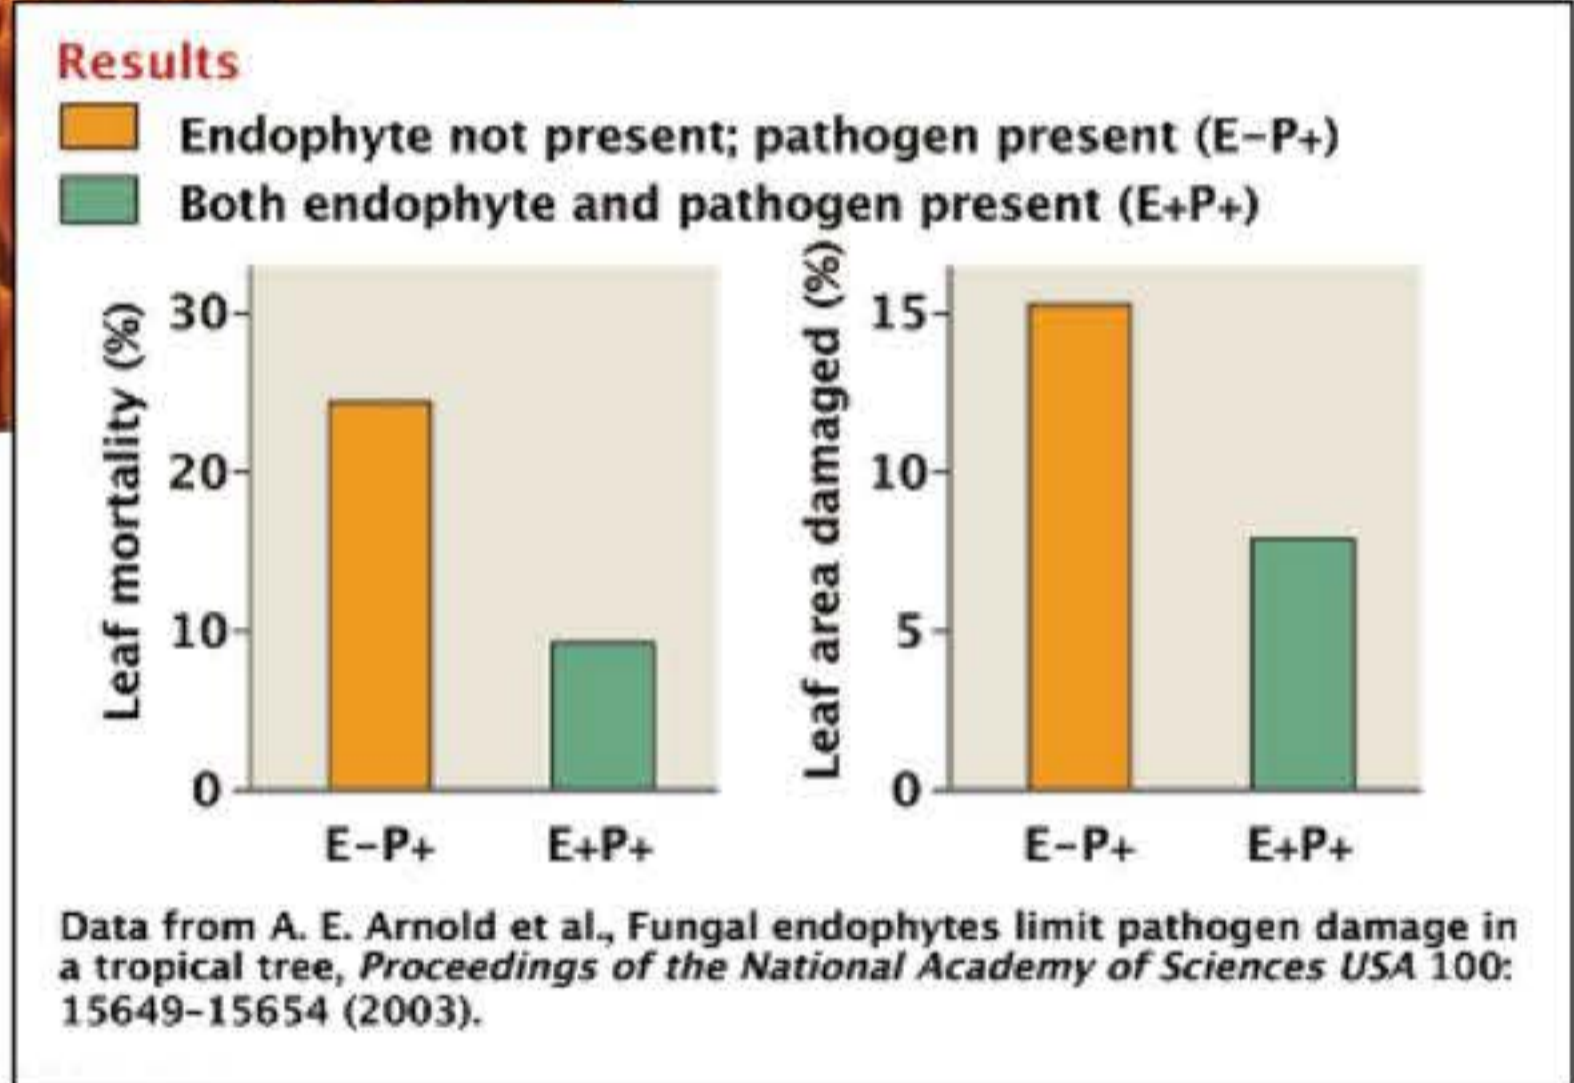 Results
Endophyte not present; pathogen present (E−P+)
Both endophyte and pathogen present (E+P+)
Leaf mortality (%)
30
20
10
0
E−P+
E+P+
Leaf area damaged (%)
15
10
5
0
E−P+
E+P+
Data from A. E. Arnold et al., Fungal endophytes limit pathogen damage in
a tropical tree, Proceedings of the National Academy of Sciences USA 100:
15649–15654 (2003).